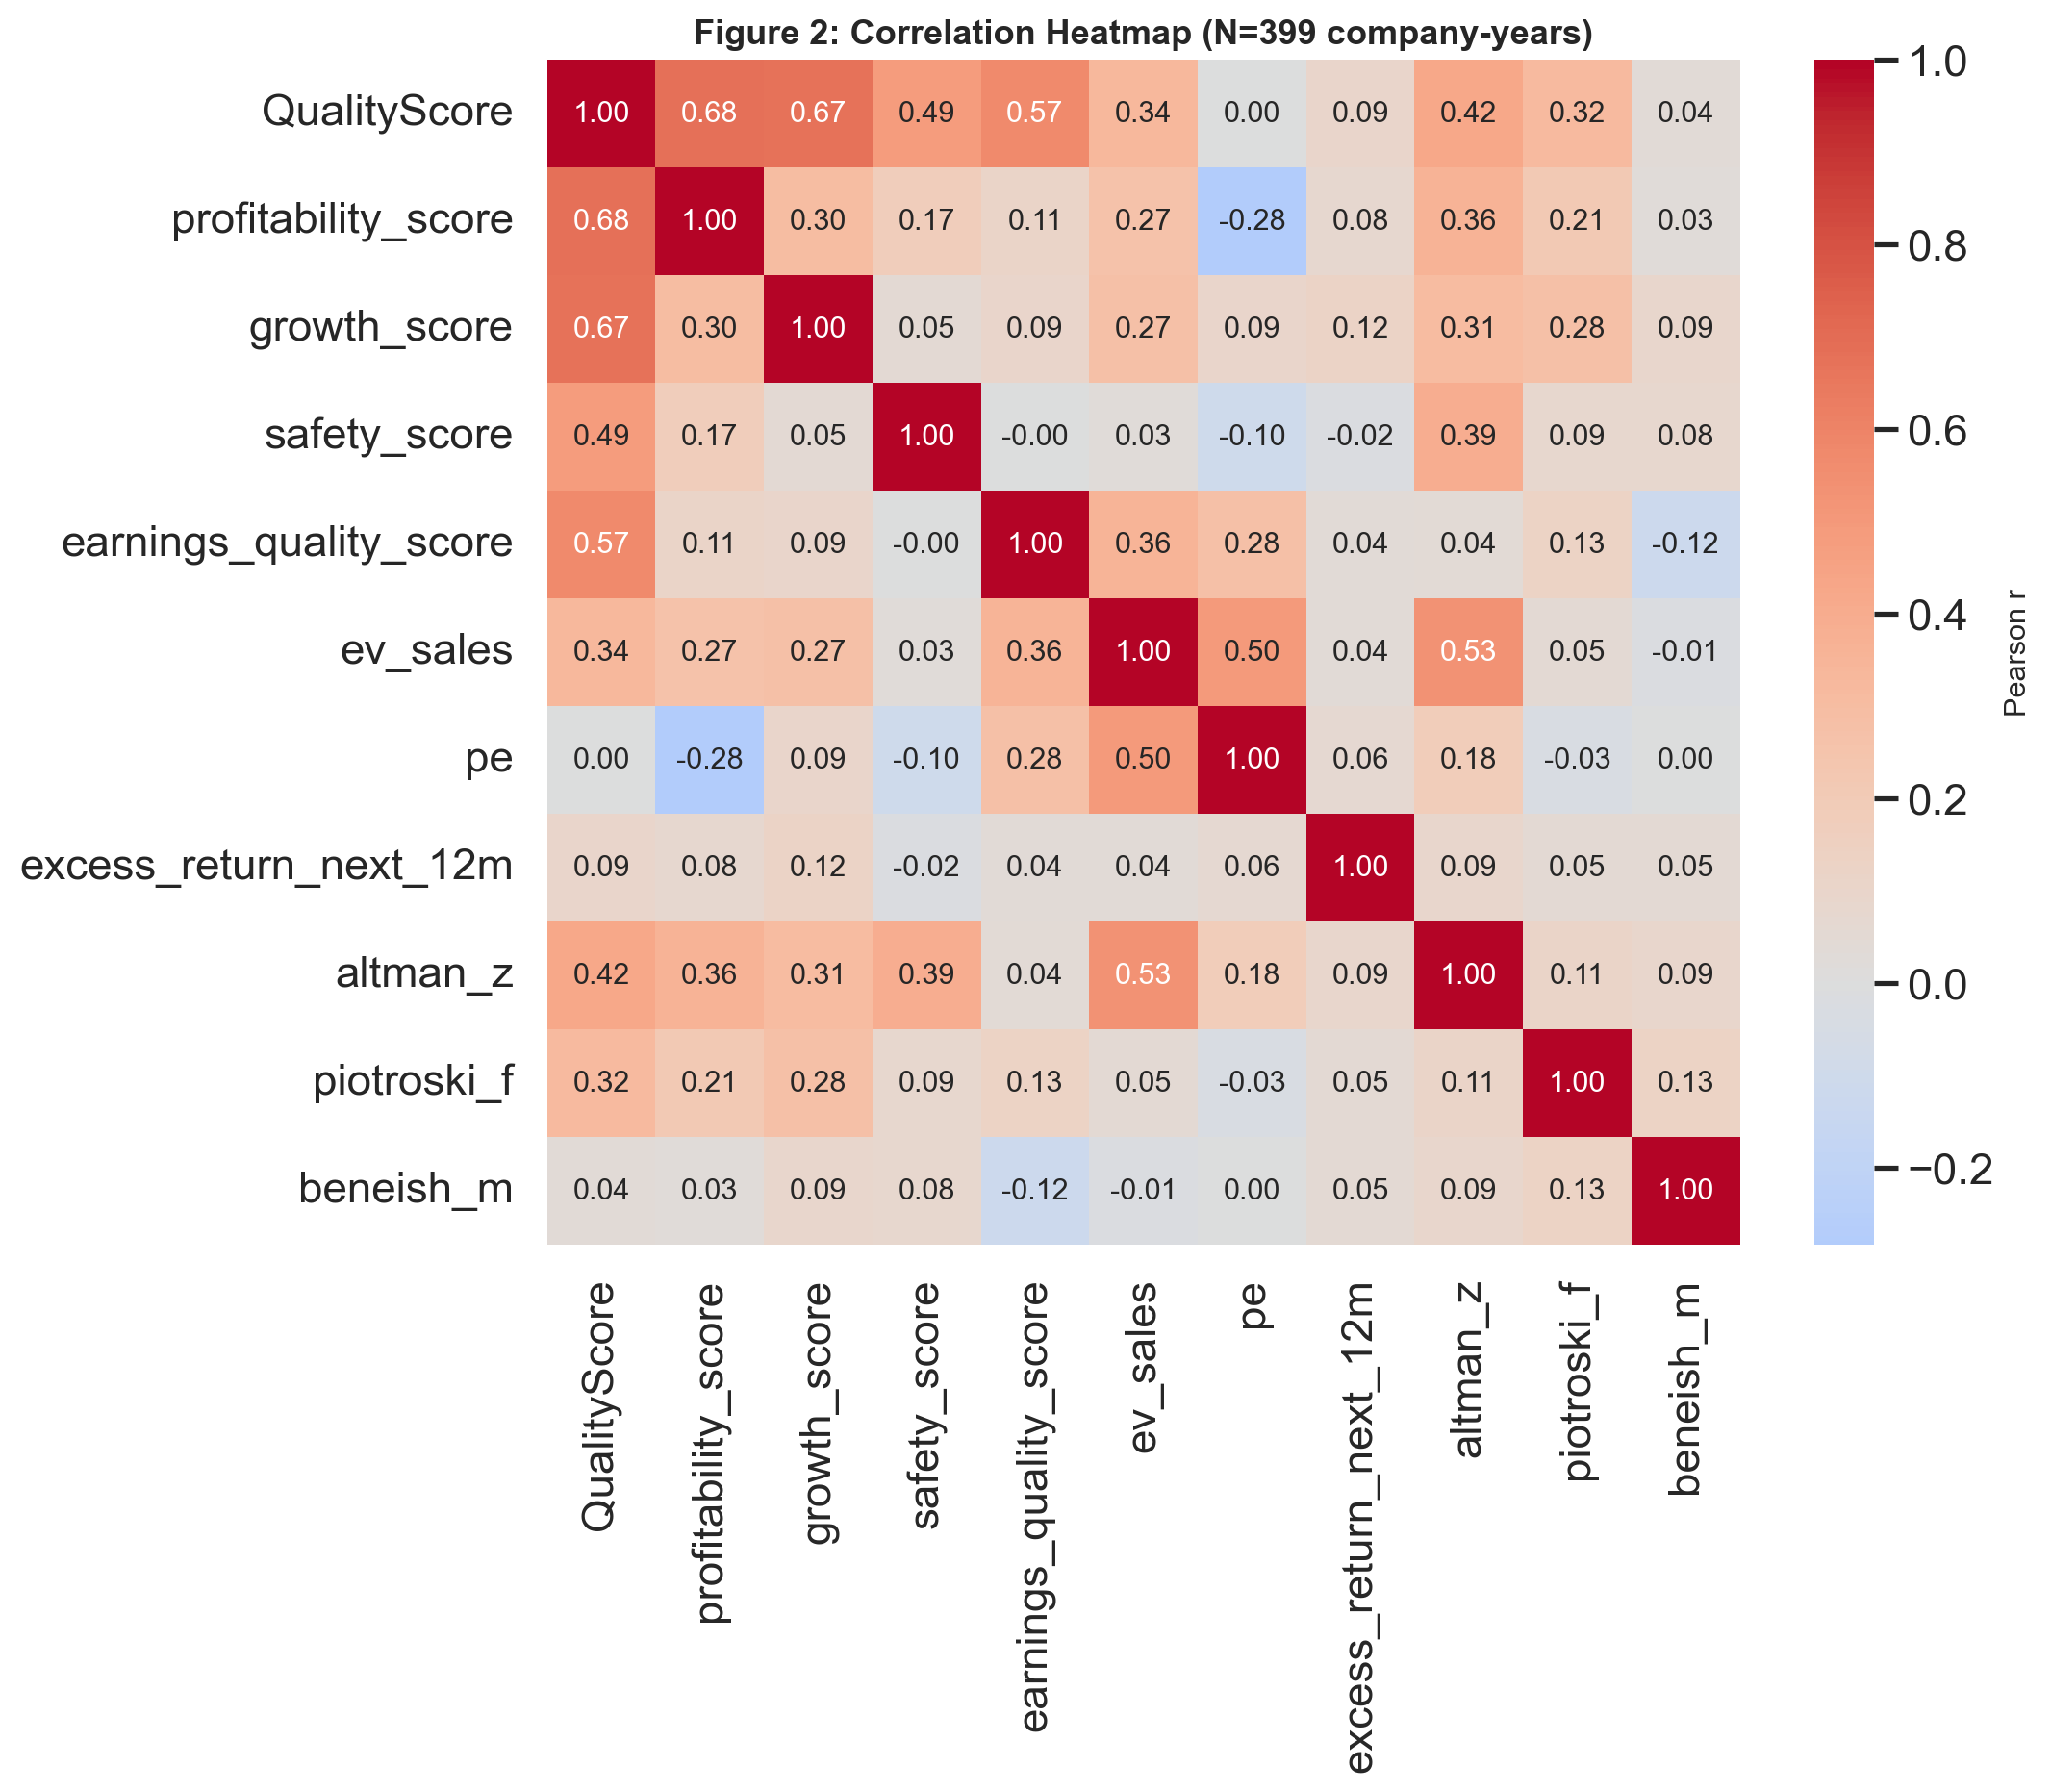 Figure 2: Correlation Heatmap (N=399 company-years)
QualityScore 1.00 0.68 0.67 0.49 0.57 0.34 0.00 0.09 0.42 0.32 0.04
profitability_score 0.68 1.00 0.30 0.17 0.11 0.27 -0.28 0.08 0.36 0.21 0.03
growth_score 0.67 0.30 1.00 0.05 0.09 0.27 0.09 0.12 0.31 0.28 0.09
safety_score 0.49 0.17 0.05 1.00 -0.00 0.03 -0.10 -0.02 0.39 0.09 0.08
earnings_quality_score 0.57 0.11 0.09 -0.00 1.00 0.36 0.28 0.04 0.04 0.13 -0.12
ev_sales 0.34 0.27 0.27 0.03 0.36 1.00 0.50 0.04 0.53 0.05 -0.01
pe 0.00 -0.28 0.09 -0.10 0.28 0.50 1.00 0.06 0.18 -0.03 0.00
excess_return_next_12m 0.09 0.08 0.12 -0.02 0.04 0.04 0.06 1.00 0.09 0.05 0.05
altman_z 0.42 0.36 0.31 0.39 0.04 0.53 0.18 0.09 1.00 0.11 0.09
piotroski_f 0.32 0.21 0.28 0.09 0.13 0.05 -0.03 0.05 0.11 1.00 0.13
beneish_m 0.04 0.03 0.09 0.08 -0.12 -0.01 0.00 0.05 0.09 0.13 1.00
QualityScore
profitability_score
growth_score
safety_score
earnings_quality_score
ev_sales
pe
excess_return_next_12m
altman_z
piotroski_f
beneish_m
1.0
0.8
0.6
0.4
0.2
0.0
−0.2
Pearson r